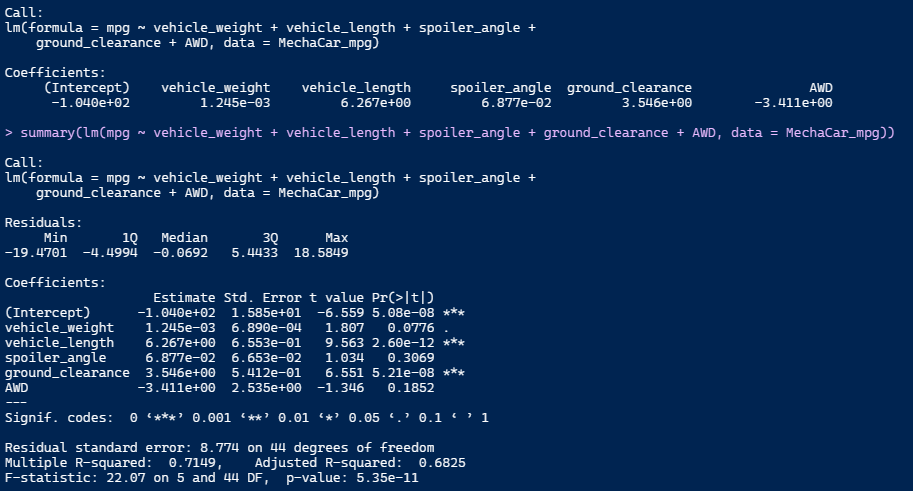 Call:
lm(formula = mpg ~ vehicle_weight + vehicle_length + spoiler_angle +
    ground_clearance + AWD, data = MechaCar_mpg)

Coefficients:
     (Intercept)    vehicle_weight    vehicle_length     spoiler_angle  ground_clearance               AWD
      -1.040e+02         1.245e-03         6.267e+00         6.877e-02         3.546e+00        -3.411e+00

> summary(lm(mpg ~ vehicle_weight + vehicle_length + spoiler_angle + ground_clearance + AWD, data = MechaCar_mpg))

Call:
lm(formula = mpg ~ vehicle_weight + vehicle_length + spoiler_angle +
    ground_clearance + AWD, data = MechaCar_mpg)

Residuals:
     Min       1Q   Median       3Q      Max
-19.4701  -4.4994  -0.0692   5.4433  18.5849

Coefficients:
                   Estimate Std. Error t value Pr(>|t|)
(Intercept)      -1.040e+02  1.585e+01  -6.559 5.08e-08 ***
vehicle_weight    1.245e-03  6.890e-04   1.807   0.0776 .
vehicle_length    6.267e+00  6.553e-01   9.563 2.60e-12 ***
spoiler_angle     6.877e-02  6.653e-02   1.034   0.3069
ground_clearance  3.546e+00  5.412e-01   6.551 5.21e-08 ***
AWD              -3.411e+00  2.535e+00  -1.346   0.1852
---
Signif. codes:  0 ‘***’ 0.001 ‘**’ 0.01 ‘*’ 0.05 ‘.’ 0.1 ‘ ’ 1

Residual standard error: 8.774 on 44 degrees of freedom
Multiple R-squared:  0.7149,    Adjusted R-squared:  0.6825
F-statistic: 22.07 on 5 and 44 DF,  p-value: 5.35e-11